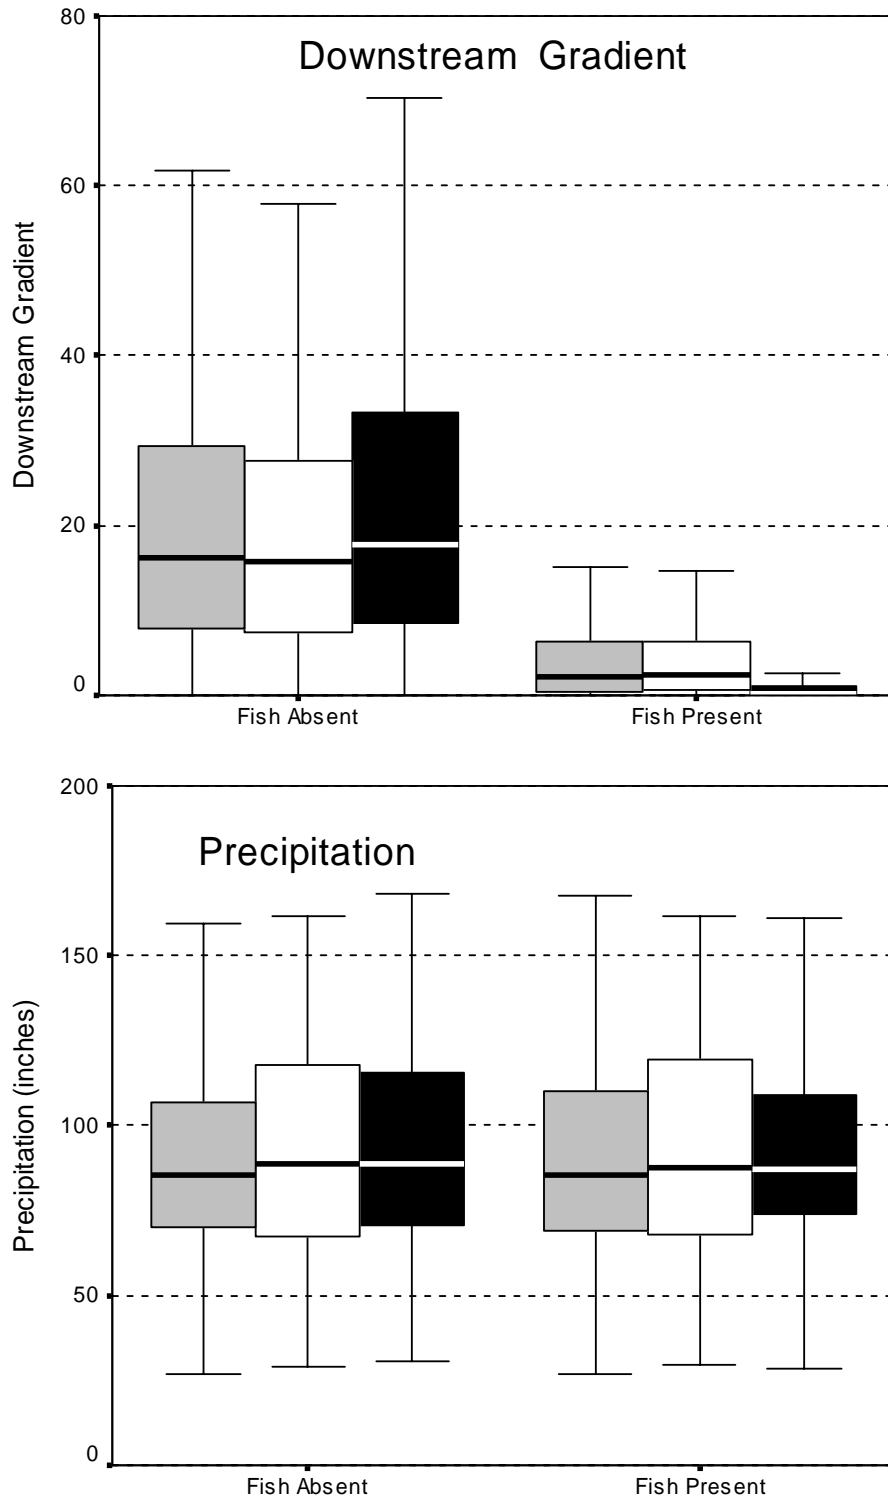 80
Downstream Gradient
60
Downstream Gradient
40
20
0
Fish Absent Fish Present
200
Precipitation
150
Precipitation (inches)
100
50
0
Fish Absent Fish Present